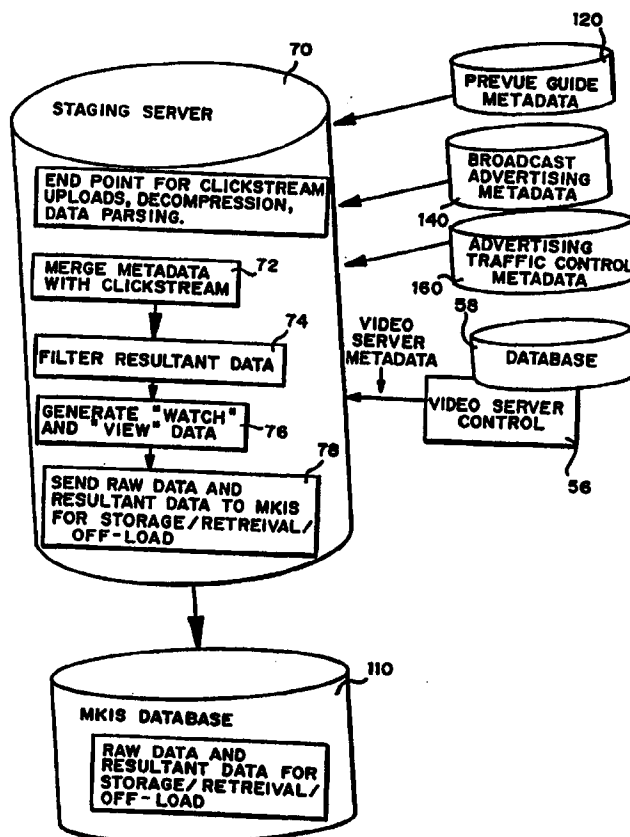 70
STAGING SERVER
END POINT FOR CLICKSTREAM
UPLOADS, DECOMPRESSION,
DATA PARSING.
72
MERGE METADATA
WITH CLICKSTREAM
74
FILTER RESULTANT DATA
GENERATE "WATCH"
AND "VIEW" DATA
76
78
SEND RAW DATA AND
RESULTANT DATA TO MKIS
FOR STORAGE/RETREIVAL/
OFF-LOAD
120
PREVUE GUIDE
METADATA
BROADCAST
ADVERTISING
METADATA
140
ADVERTISING
TRAFFIC CONTROL
METADATA
160
58
DATABASE
VIDEO
SERVER
METADATA
VIDEO SERVER
CONTROL
56
110
MKIS DATABASE
RAW DATA AND
RESULTANT DATA FOR
STORAGE/RETREIVAL/
OFF-LOAD